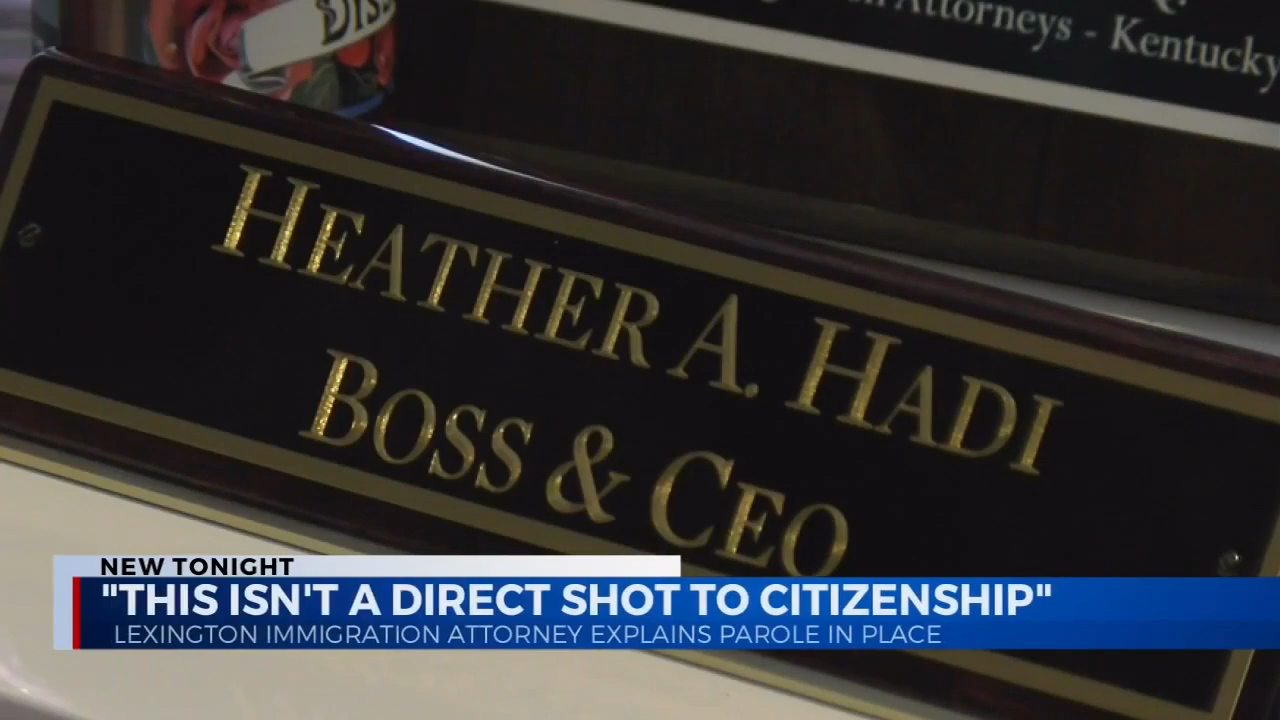 Attorneys - Kentucky
HEATHER A. HADI
BOSS & CEO
NEW TONIGHT
"THIS ISN'T A DIRECT SHOT TO CITIZENSHIP"
LEXINGTON IMMIGRATION ATTORNEY EXPLAINS PAROLE IN PLACE